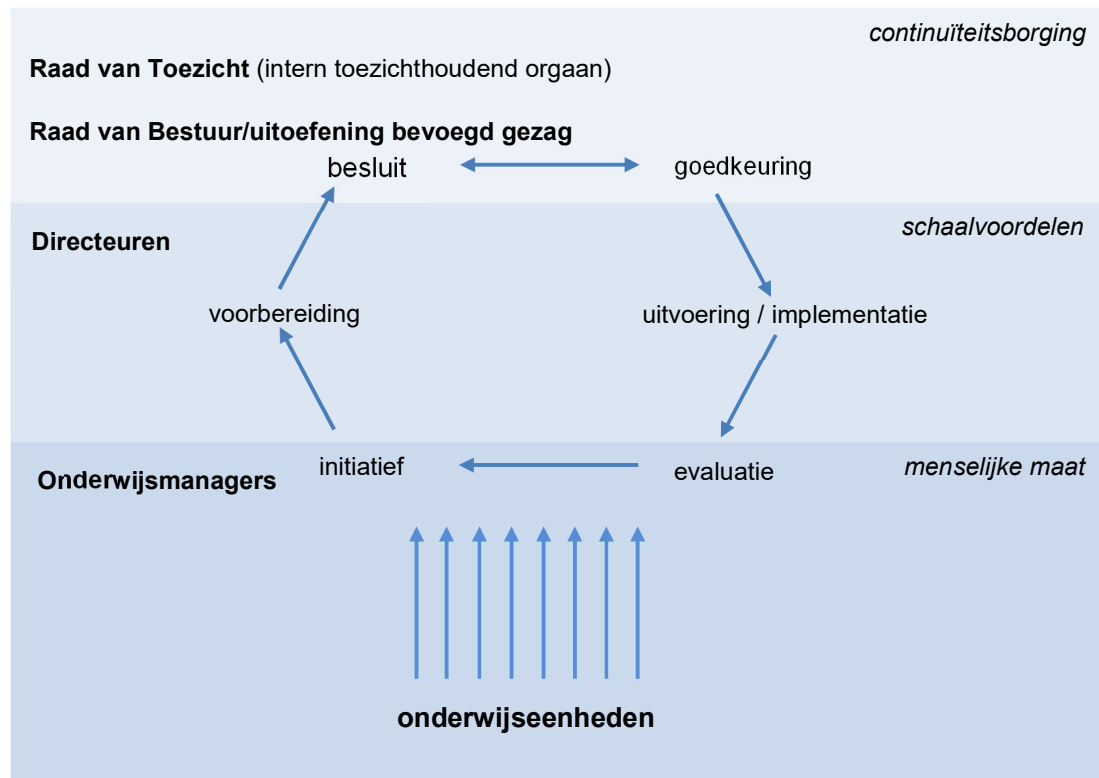 continuïteitsborging
Raad van Toezicht (intern toezichthoudend orgaan)
Raad van Bestuur/uitoefening bevoegd gezag
besluit goedkeuring
Directeuren schaalvoordelen
voorbereiding uitvoering / implementatie
Onderwijsmanagers initiatief evaluatie menselijke maat
onderwijseenheden